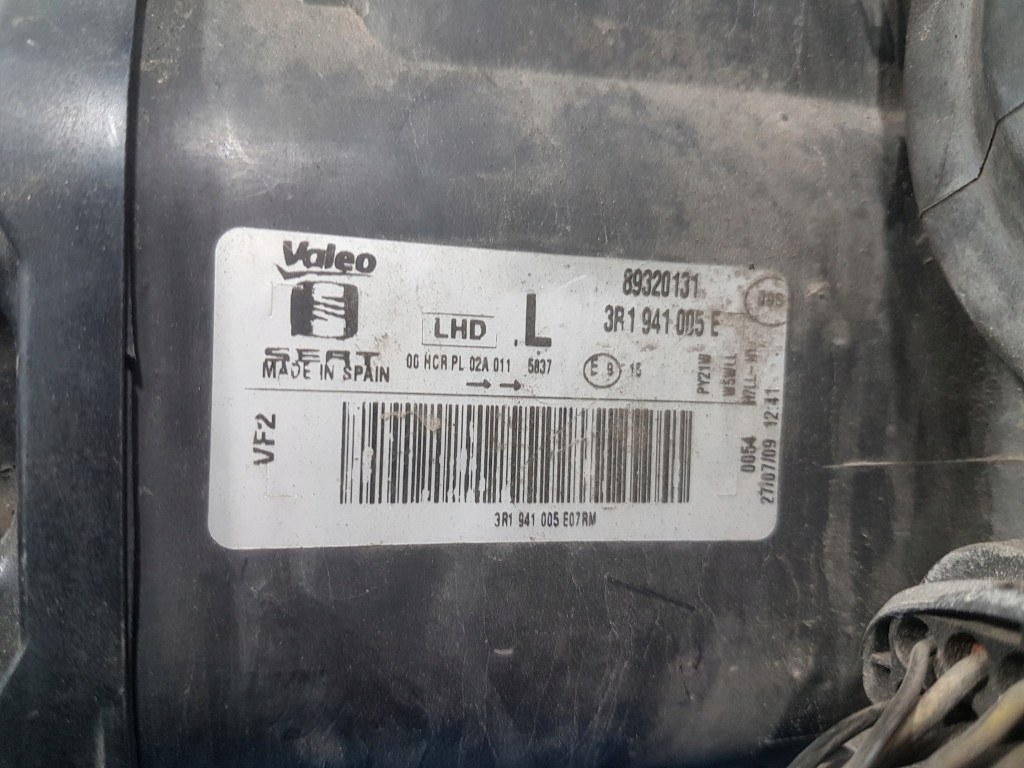 Valeo
SEAT
MADE IN SPAIN
LHD
L
89320131
3R1 941 005 E
00 HCR PL 02A 011 5837
E 9 15
PY21W
W5WLL
VF2
0054
27/07/09 12:41
3R1 941 005 E07RM